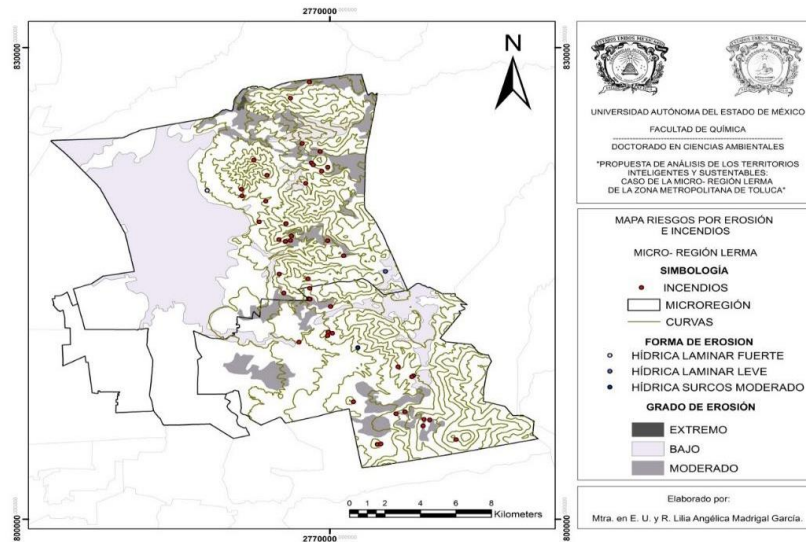 2770000
830000
830000
N
UNIVERSIDAD AUTÓNOMA DEL ESTADO DE MÉXICO
FACULTAD DE QUÍMICA
DOCTORADO EN CIENCIAS AMBIENTALES
"PROPUESTA DE ANÁLISIS DE LOS TERRITORIOS
INTELIGENTES Y SUSTENTABLES:
CASO DE LA MICRO- REGIÓN LERMA
DE LA ZONA METROPOLITANA DE TOLUCA"
MAPA RIESGOS POR EROSIÓN
E INCENDIOS
MICRO- REGIÓN LERMA
SIMBOLOGÍA
INCENDIOS
MICROREGIÓN
CURVAS
FORMA DE EROSION
HÍDRICA LAMINAR FUERTE
HÍDRICA LAMINAR LEVE
HÍDRICA SURCOS MODERADO
GRADO DE EROSIÓN
EXTREMO
BAJO
MODERADO
Elaborado por:
Mtra. en E. U. y R. Lilia Angélica Madrigal García.
0 1 2 4 6 8
Kilometers
800000
800000
2770000